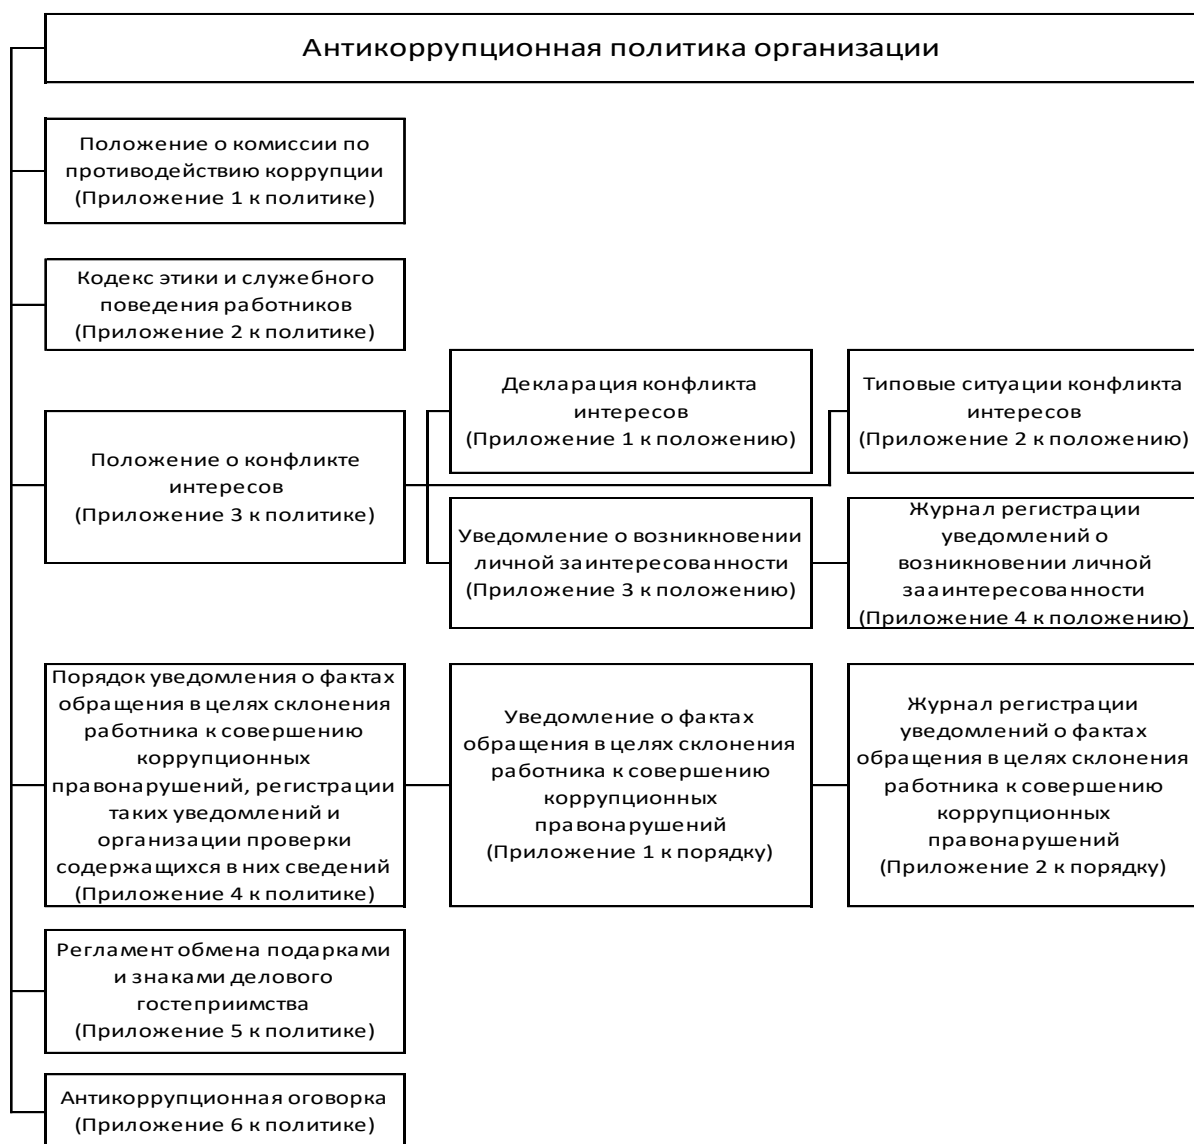 Антикоррупционная политика организации
Положение о комиссии по
противодействию коррупции
(Приложение 1 к политике)
Кодекс этики и служебного
поведения работников
(Приложение 2 к политике)
Положение о конфликте
интересов
(Приложение 3 к политике)
Декларация конфликта
интересов
(Приложение 1 к положению)
Типовые ситуации конфликта
интересов
(Приложение 2 к положению)
Уведомление о возникновении
личной заинтересованности
(Приложение 3 к положению)
Журнал регистрации
уведомлений о
возникновении личной
зааинтересованности
(Приложение 4 к положению)
Порядок уведомления о фактах
обращения в целях склонения
работника к совершению
коррупционных
правонарушений, регистрации
таких уведомлений и
организации проверки
содержащихся в них сведений
(Приложение 4 к политике)
Уведомление о фактах
обращения в целях склонения
работника к совершению
коррупционных
правонарушений
(Приложение 1 к порядку)
Журнал регистрации
уведомлений о фактах
обращения в целях склонения
работника к совершению
коррупционных
правонарушений
(Приложение 2 к порядку)
Регламент обмена подарками
и знаками делового
гостеприимства
(Приложение 5 к политике)
Антикоррупционная оговорка
(Приложение 6 к политике)